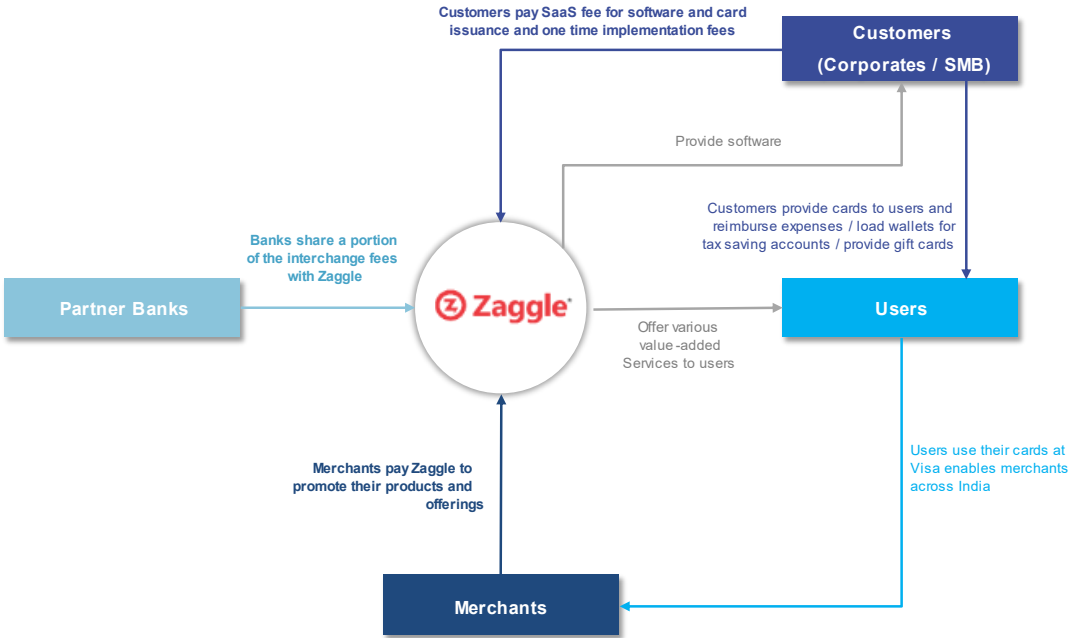 Customers pay SaaS fee for software and card
issuance and one time implementation fees
Customers
(Corporates / SMB)
Provide software
Customers provide cards to users and
reimburse expenses / load wallets for
tax saving accounts / provide gift cards
Banks share a portion
of the interchange fees
with Zaggle
Partner Banks
Zaggle
Users
Offer various
value-added
Services to users
Merchants pay Zaggle to
promote their products and
offerings
Users use their cards at
Visa enables merchants
across India
Merchants